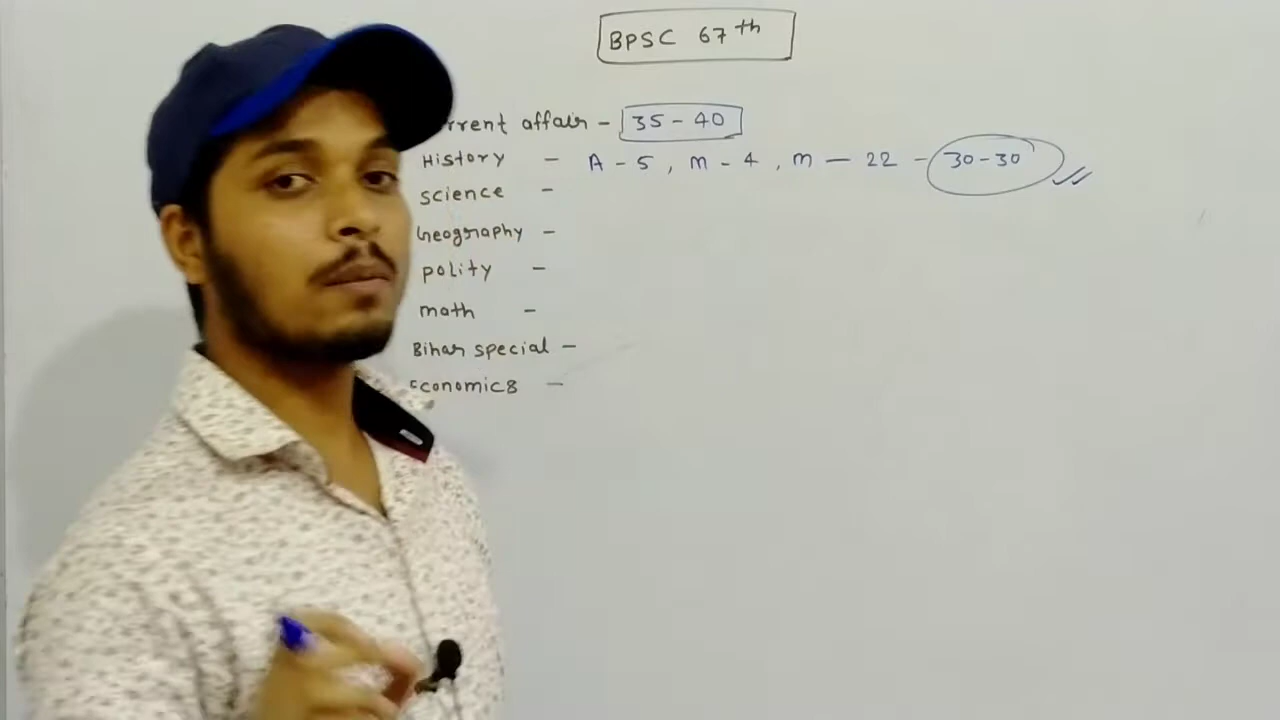 BPSC 67th
rrent affair - 35-40
History - A-5, M-4, M-22 - 30-30
science -
Geography -
polity -
math -
Bihar special -
Economics -